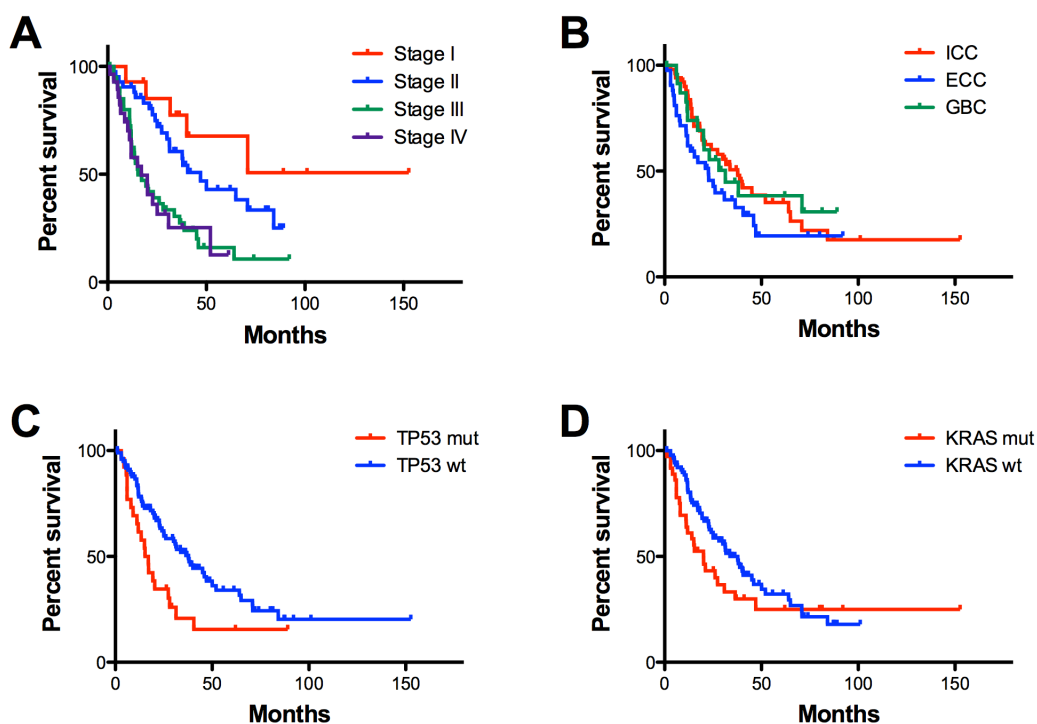 A
Percent survival
100
50
0
0 50 100 150
Months
Stage I
Stage II
Stage III
Stage IV
B
Percent survival
100
50
0
0 50 100 150
Months
ICC
ECC
GBC
C
Percent survival
100
50
0
0 50 100 150
Months
TP53 mut
TP53 wt
D
Percent survival
100
50
0
0 50 100 150
Months
KRAS mut
KRAS wt